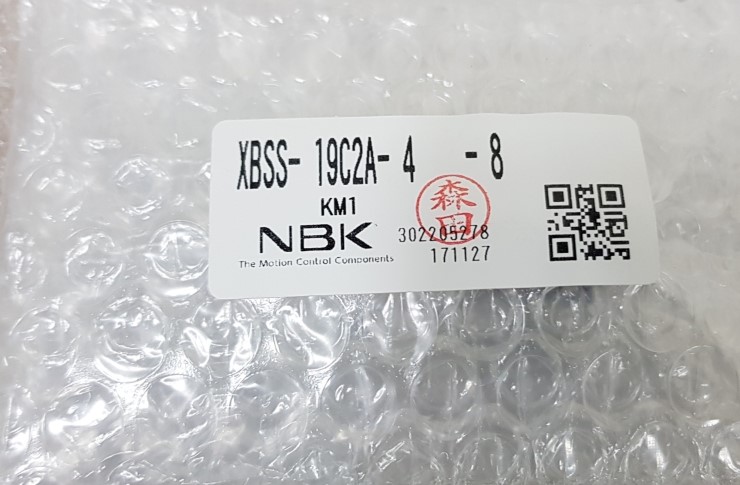 XBSS- 19C2A- 4 - 8
KM1
森田
NBK
302205278
The Motion Control Components
171127